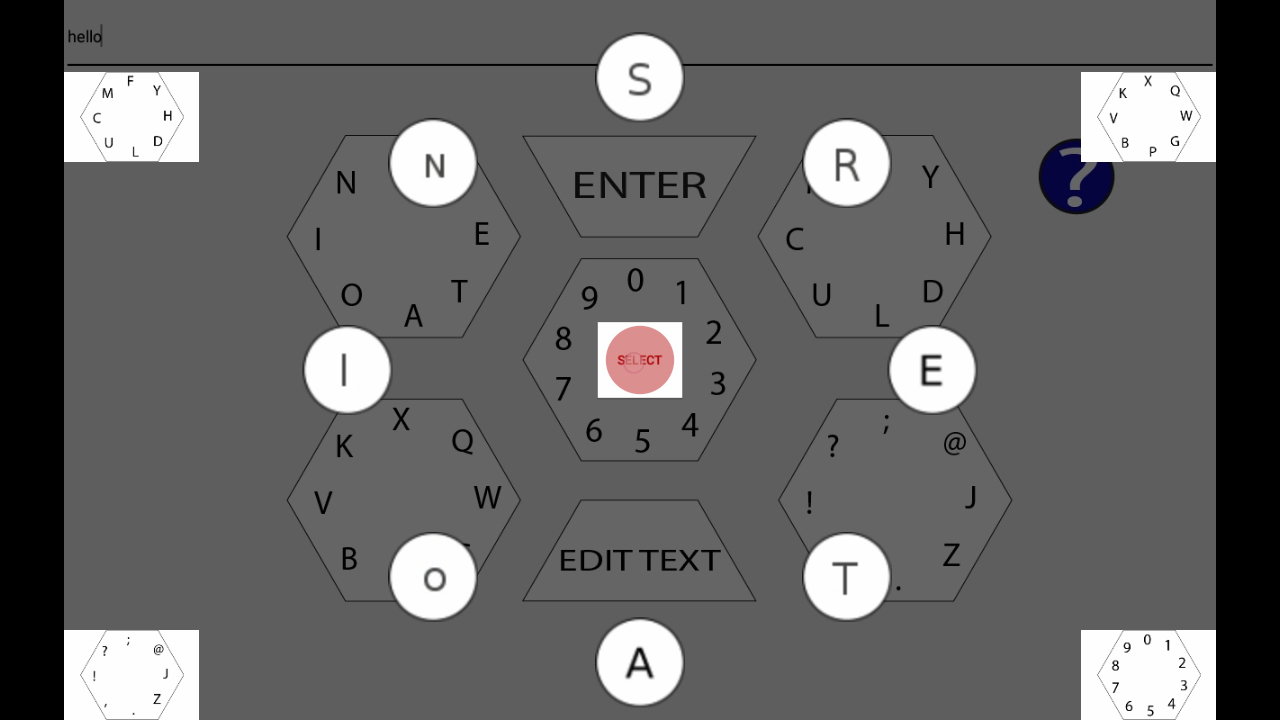 hello
S
F
M Y
C H
U D
L
X
K Q
V W
B G
P
N
R
?
ENTER
N
I E
O T
A
Y
C H
U D
L
0
9 1
8 2
7 3
6 4
5
SELECT
I
E
X
K Q
V W
B
;
? @
! J
Z
.
EDIT TEXT
o
T
A
;
? @
! J
, Z
.
0
9 1
8 2
7 3
6 4
5